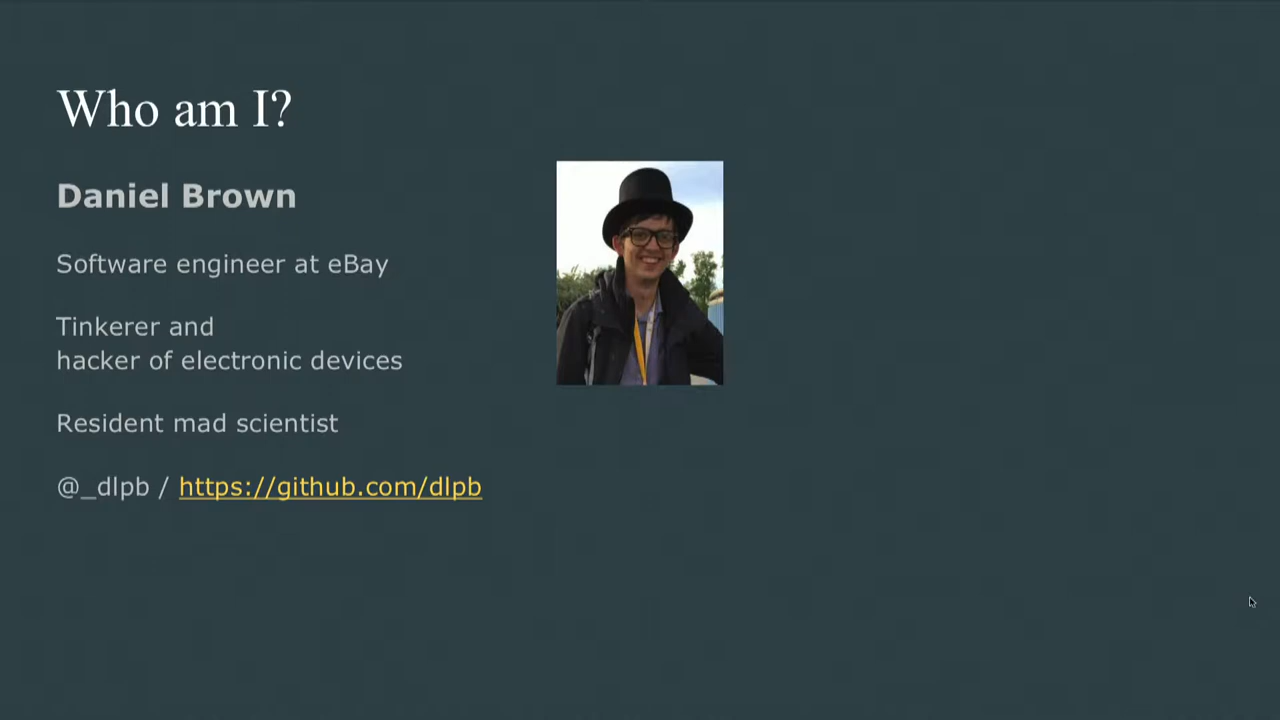 Who am I?
Daniel Brown
Software engineer at eBay
Tinkerer and
hacker of electronic devices
Resident mad scientist
@_dlpb / https://github.com/dlpb